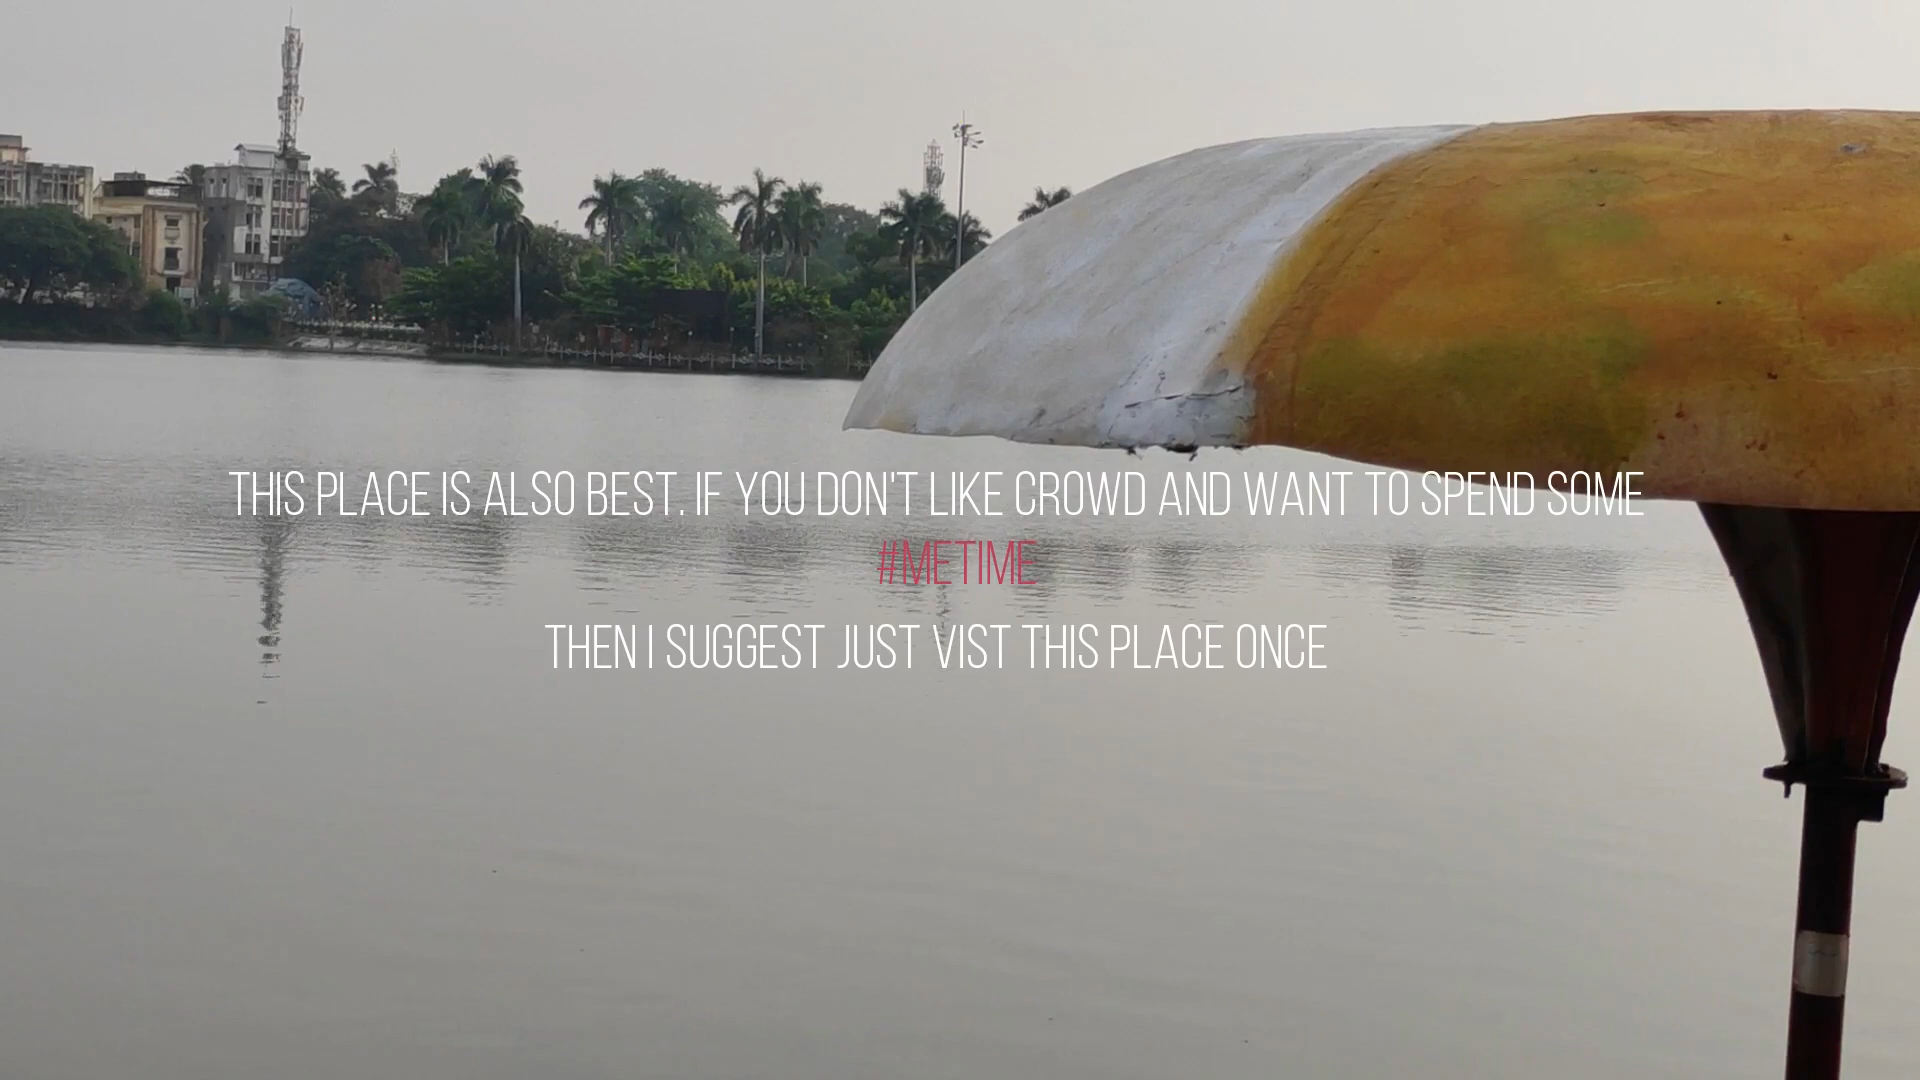 THIS PLACE IS ALSO BEST, IF YOU DON'T LIKE CROWD AND WANT TO SPEND SOME
#METIME
THEN I SUGGEST JUST VIST THIS PLACE ONCE